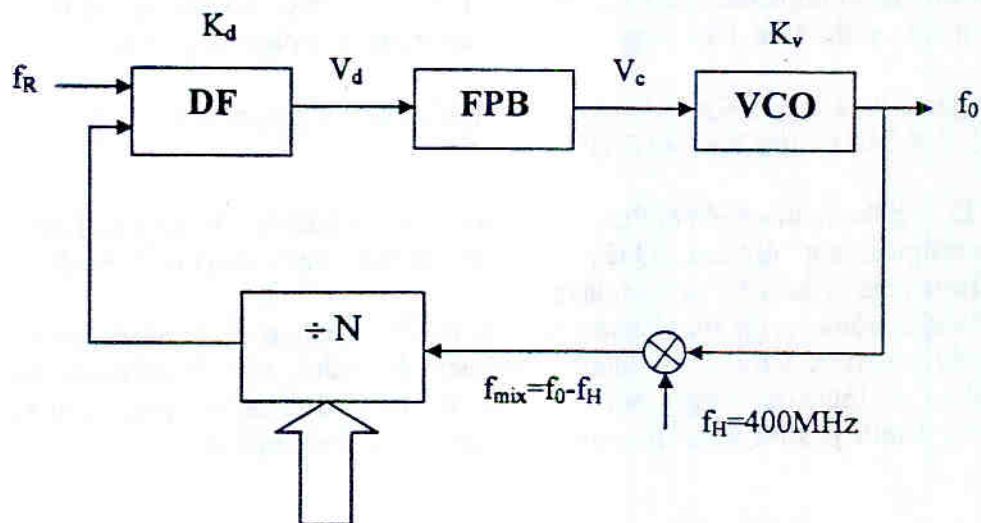 K_d
K_v
f_R
DF
V_d
FPB
V_c
VCO
f_0
÷ N
f_mix=f_0-f_H
f_H=400MHz